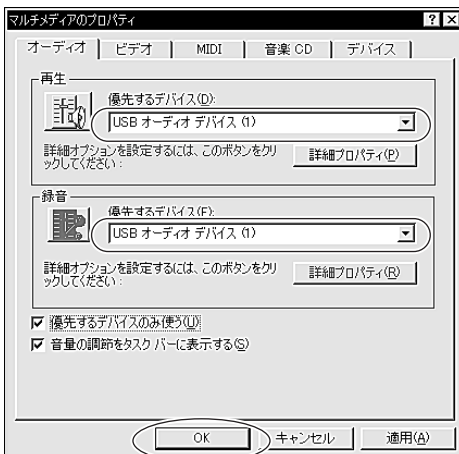 マルチメディアのプロパティ
オーディオ ビデオ MIDI 音楽 CD デバイス
再生
優先するデバイス(D):
USB オーディオ デバイス (1)
詳細オプションを設定するには、このボタンをクリ
ックしてください :
詳細プロパティ(P)
録音
優先するデバイス(F):
USB オーディオ デバイス (1)
詳細オプションを設定するには、このボタンをクリ
ックしてください :
詳細プロパティ(R)
優先するデバイスのみ使う(U)
音量の調節をタスク バーに表示する(S)
OK キャンセル 適用(A)